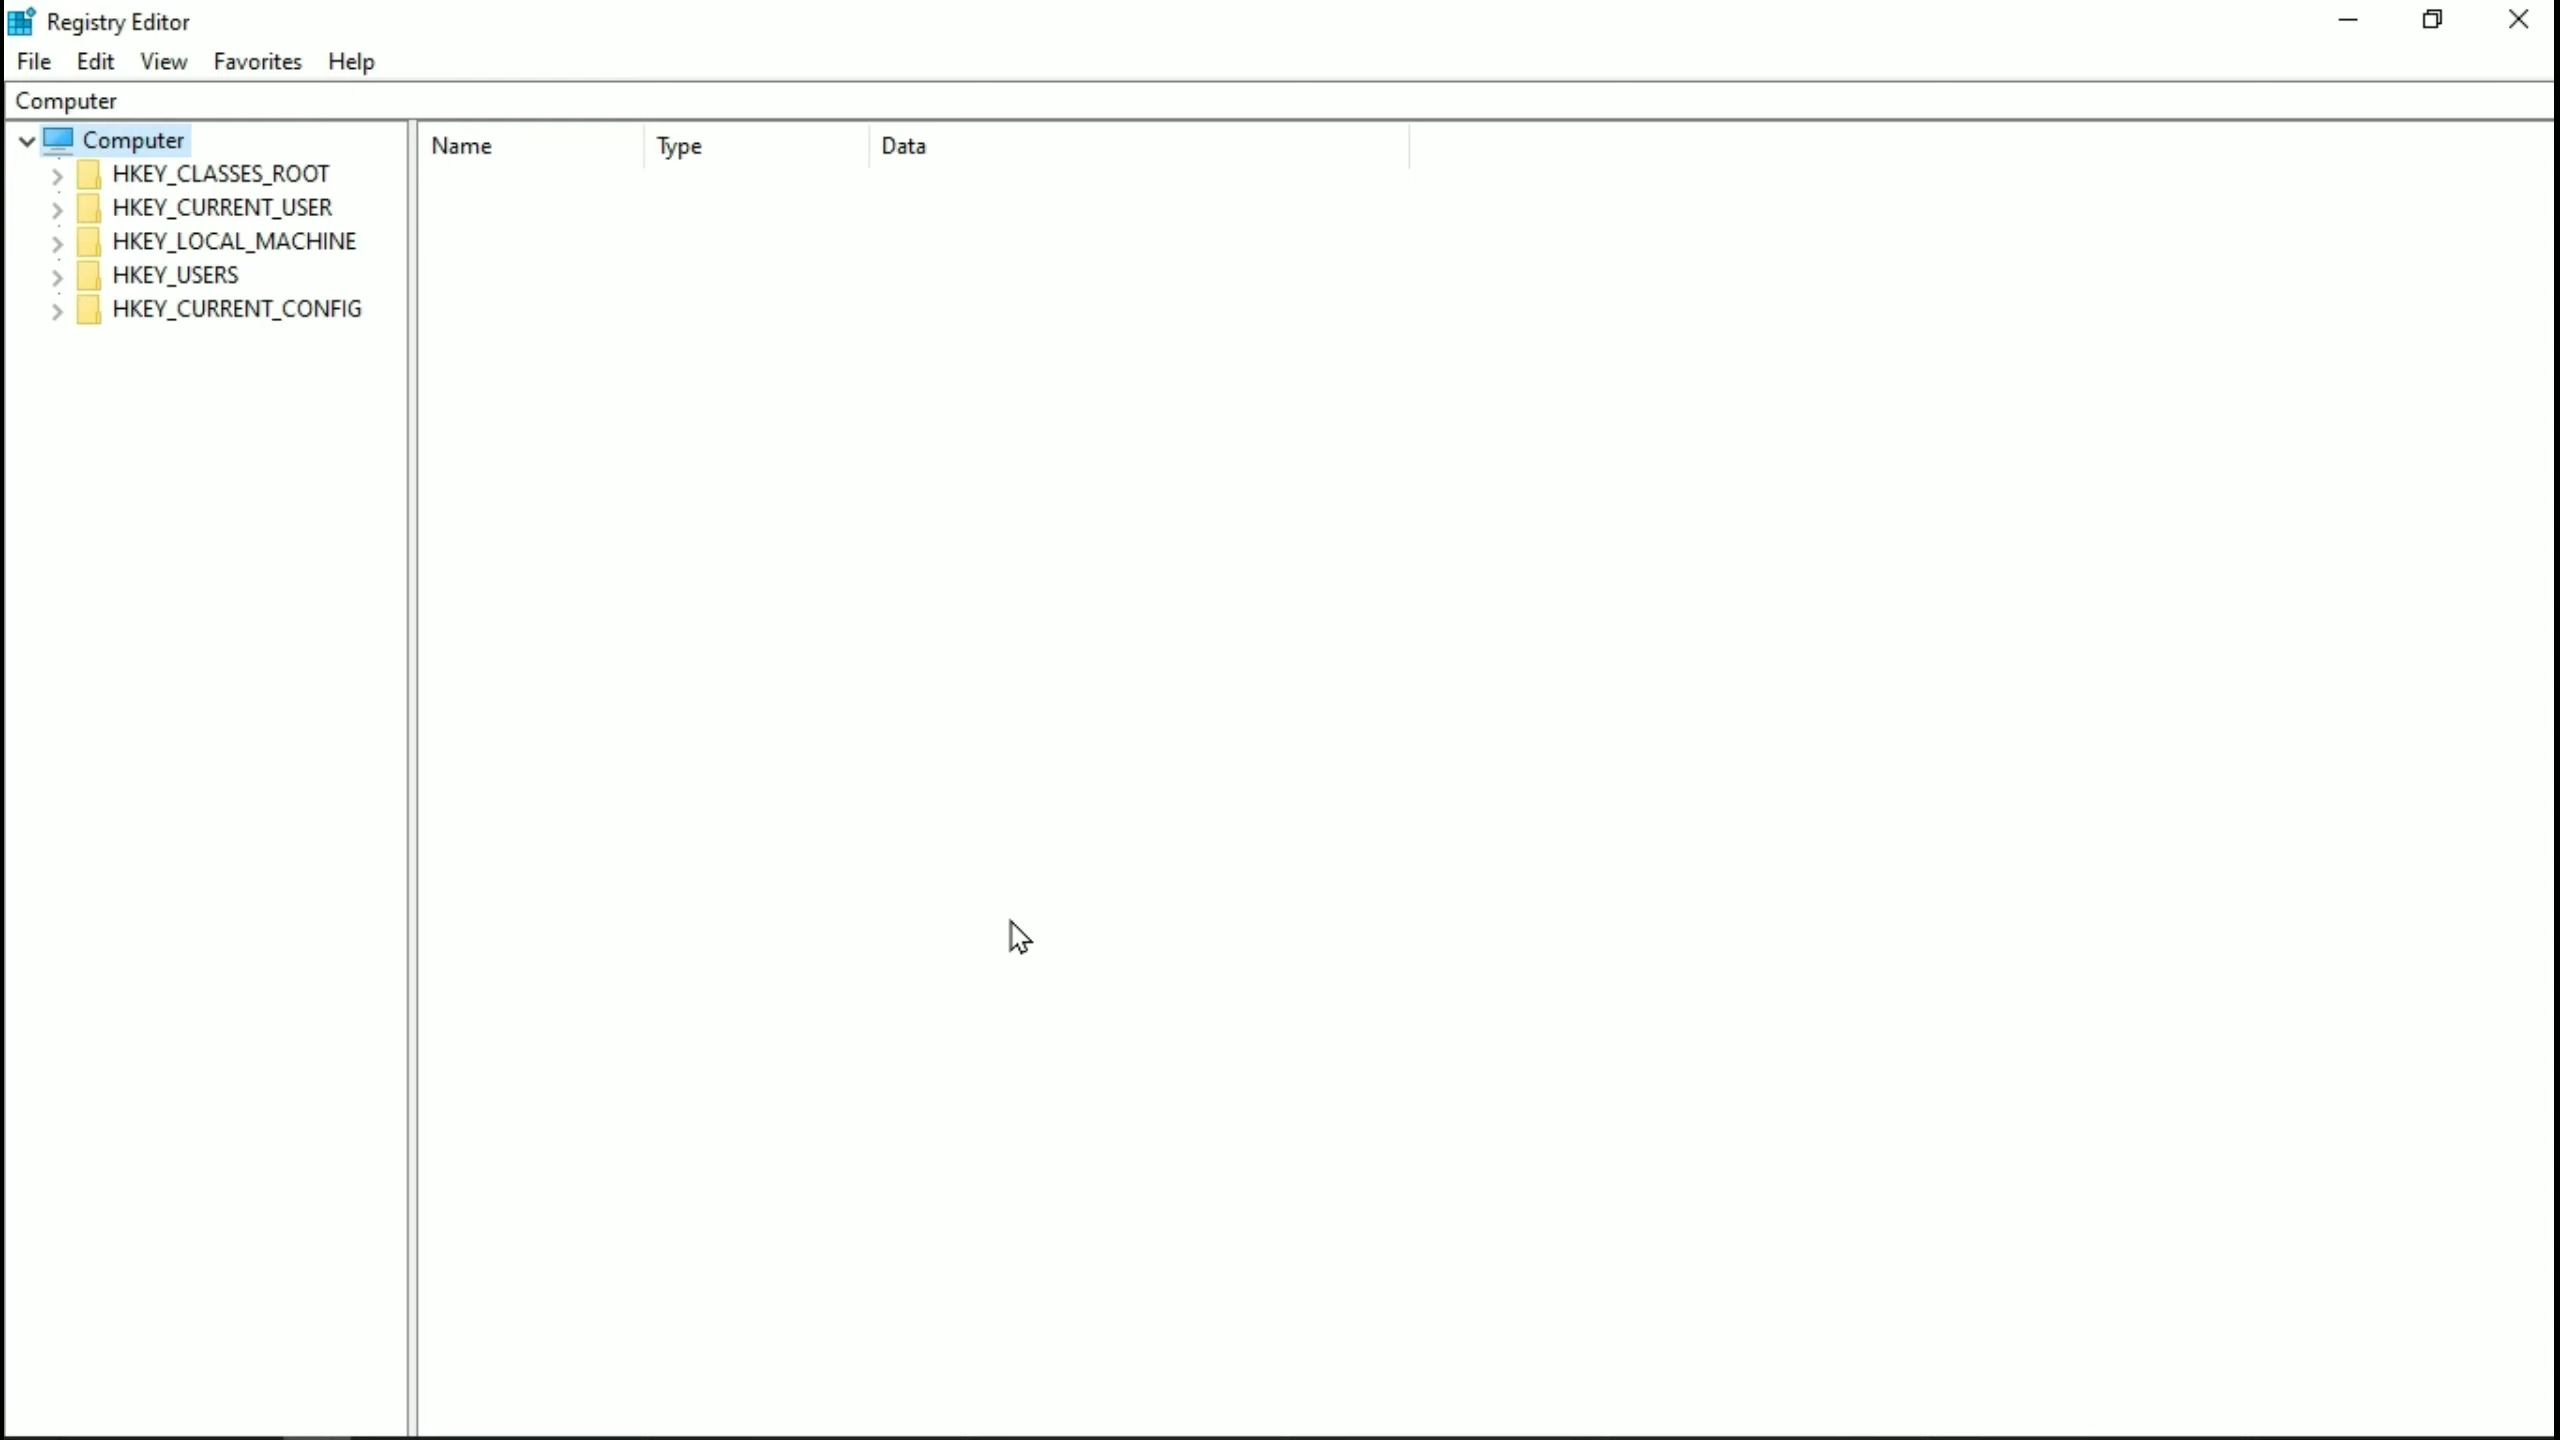 Registry Editor
File Edit View Favorites Help
Computer
Computer
HKEY_CLASSES_ROOT
HKEY_CURRENT_USER
HKEY_LOCAL_MACHINE
HKEY_USERS
HKEY_CURRENT_CONFIG
Name Type Data